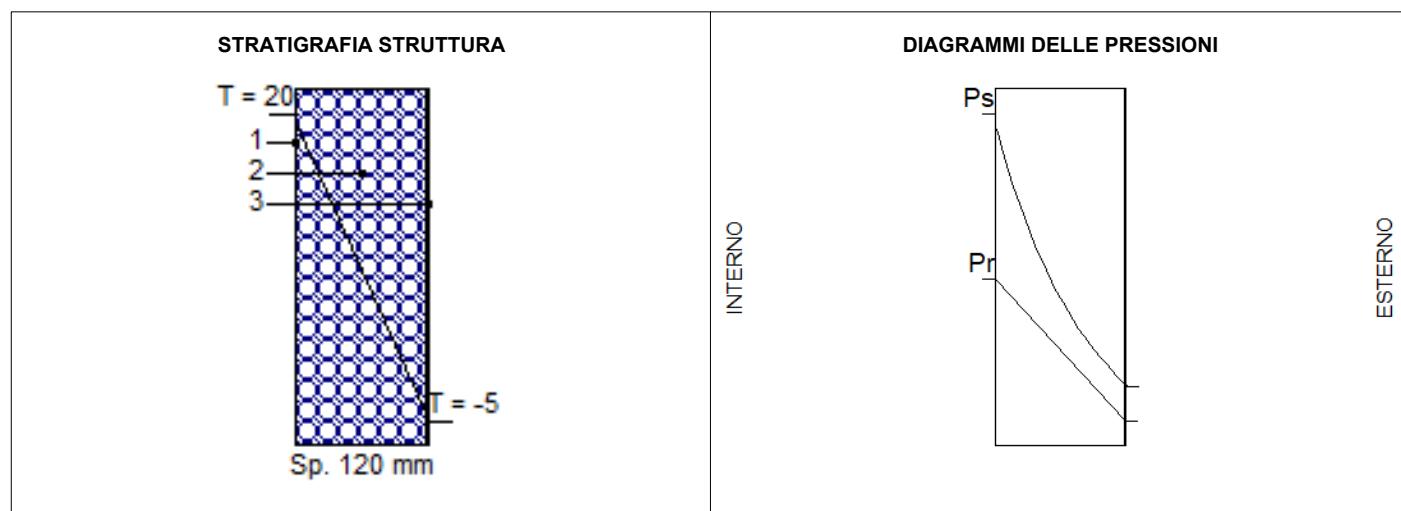 STRATIGRAFIA STRUTTURA
T = 20
1
2
3
T = -5
Sp. 120 mm
DIAGRAMMI DELLE PRESSIONI
INTERNO
Ps
Pr
ESTERNO